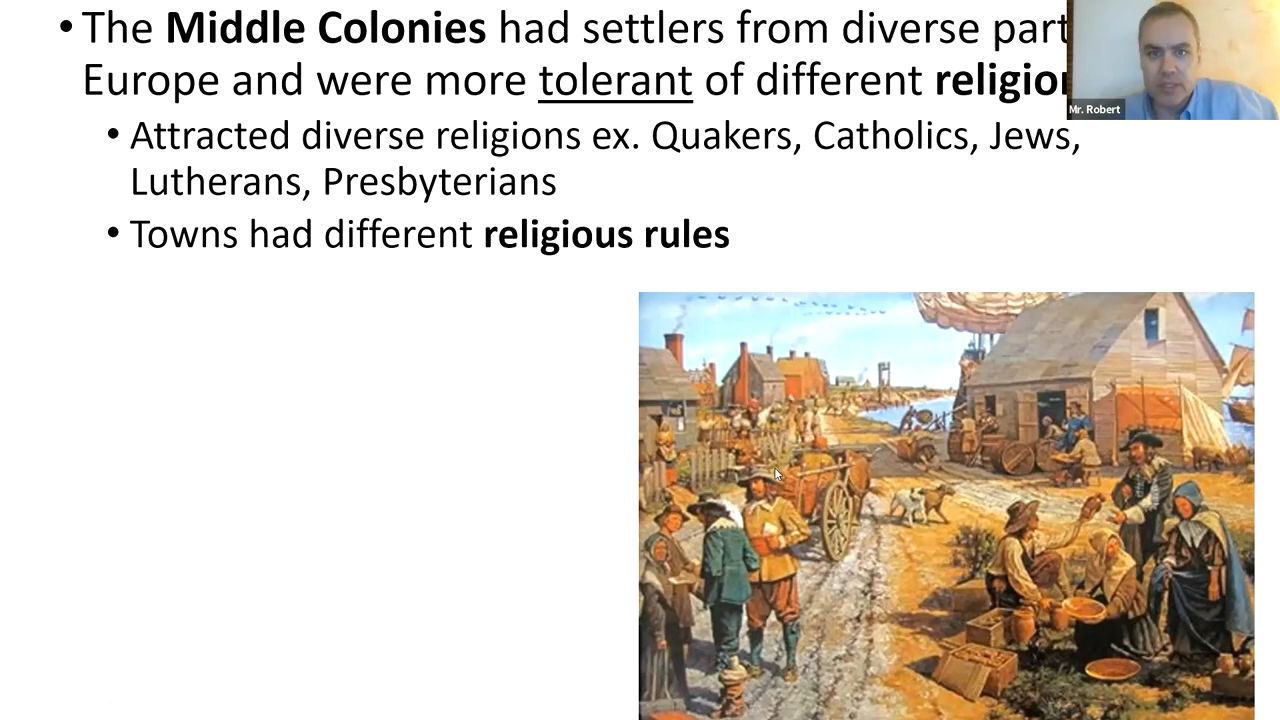 • The Middle Colonies had settlers from diverse part
Europe and were more tolerant of different religio
• Attracted diverse religions ex. Quakers, Catholics, Jews,
Lutherans, Presbyterians
• Towns had different religious rules
Mr. Robert